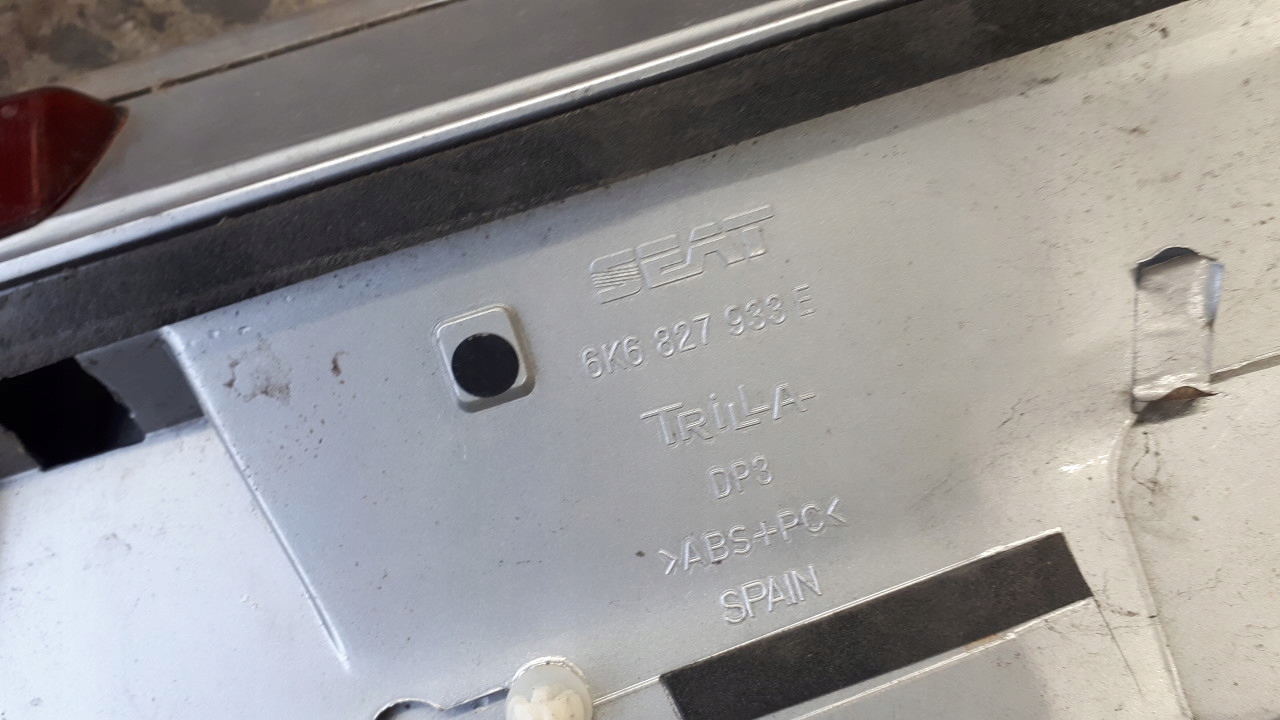 SEAT
6K6 827 933 E
TRiLLA
DP3
>ABS+PC<
SPAIN